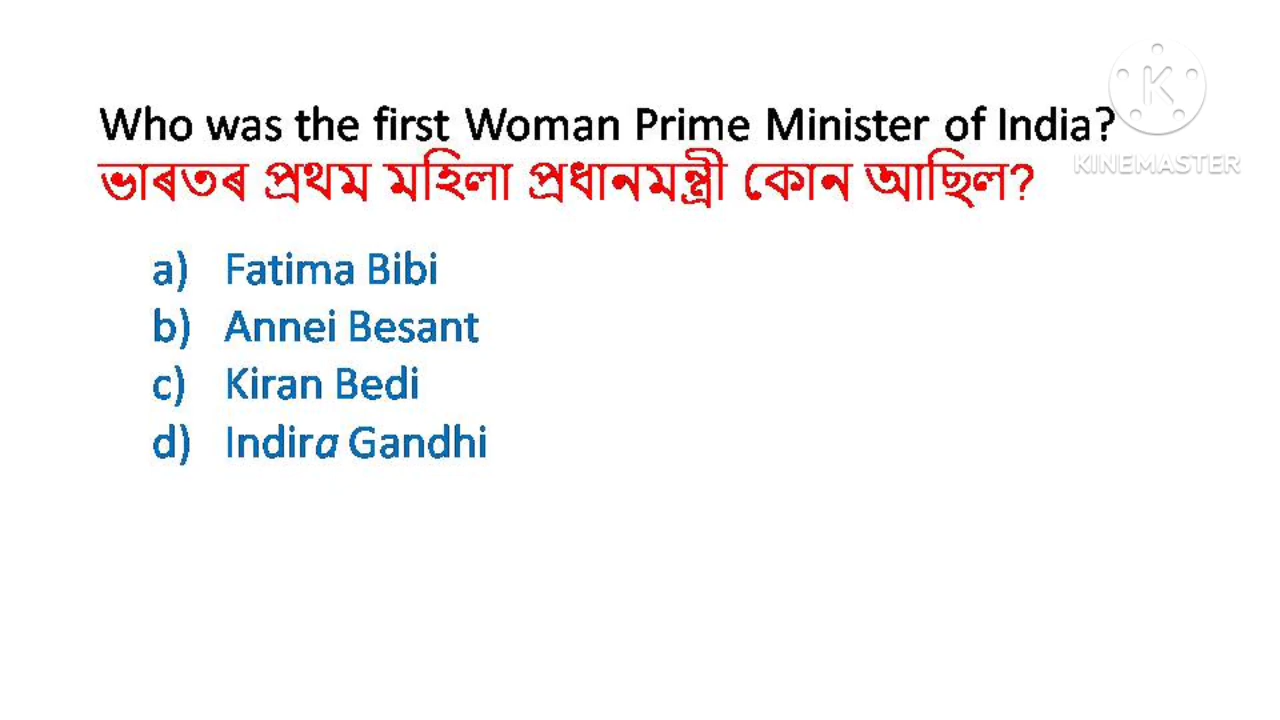 Who was the first Woman Prime Minister of India?
ভাৰতৰ প্ৰথম মহিলা প্ৰধানমন্ত্ৰী কোন আছিল?
a) Fatima Bibi
b) Annei Besant
c) Kiran Bedi
d) Indira Gandhi
K
KINEMASTER